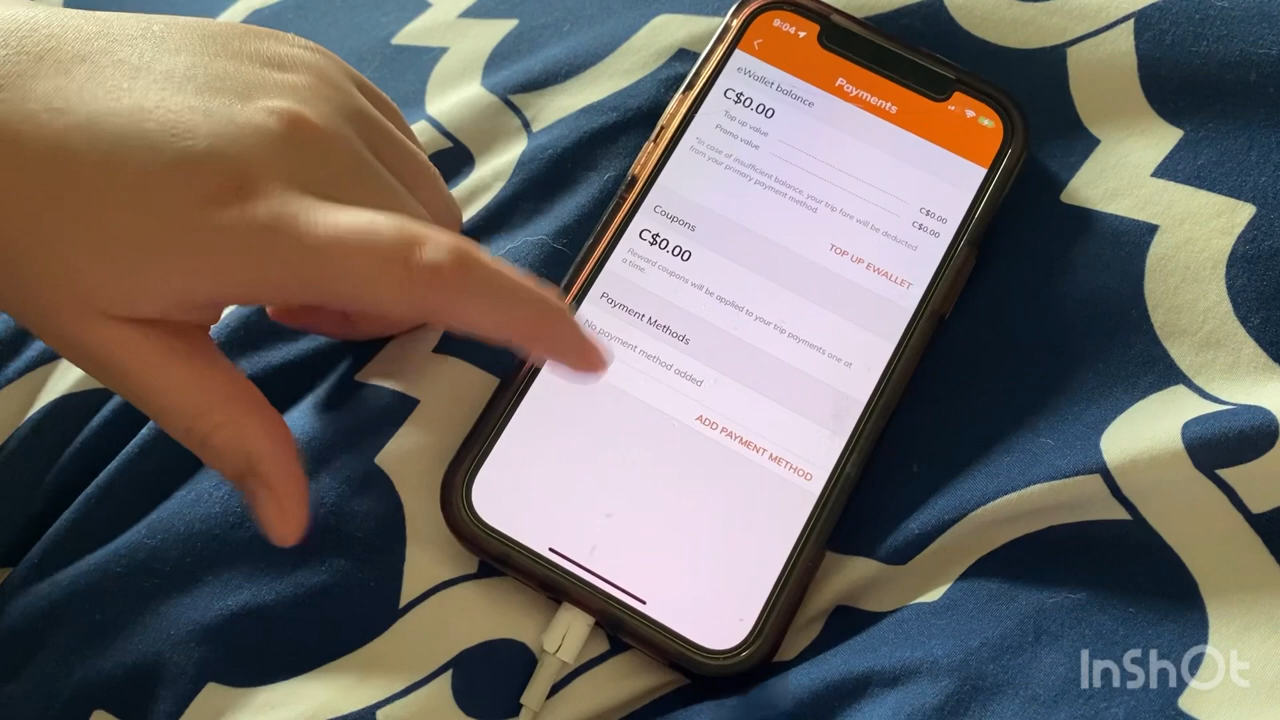 9:04
Payments
eWallet balance
C$0.00
Top up value C$0.00
Promo value C$0.00
*In case of insufficient balance, your trip fare will be deducted
from your primary payment method.
TOP UP EWALLET
Coupons
C$0.00
Reward coupons will be applied to your trip payments one at
a time.
Payment Methods
No payment method added
ADD PAYMENT METHOD
InShOt